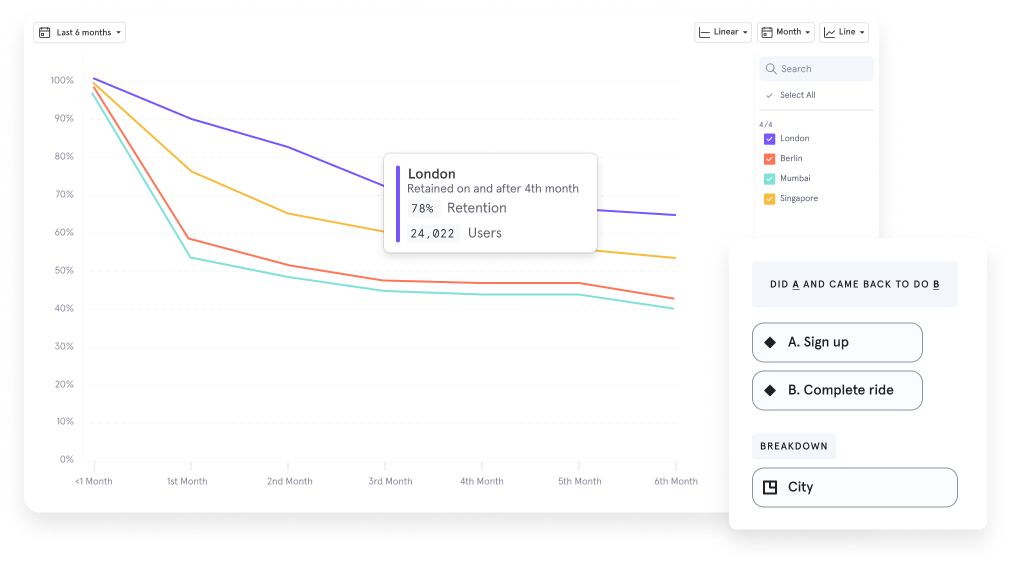 Last 6 months
Linear
Month
Line
Search
Select All
4/4
London
Berlin
Mumbai
Singapore
100%
90%
80%
70%
60%
50%
40%
30%
20%
10%
0%
<1 Month
1st Month
2nd Month
3rd Month
4th Month
5th Month
6th Month
London
Retained on and after 4th month
78% Retention
24,022 Users
DID A AND CAME BACK TO DO B
A. Sign up
B. Complete ride
BREAKDOWN
City